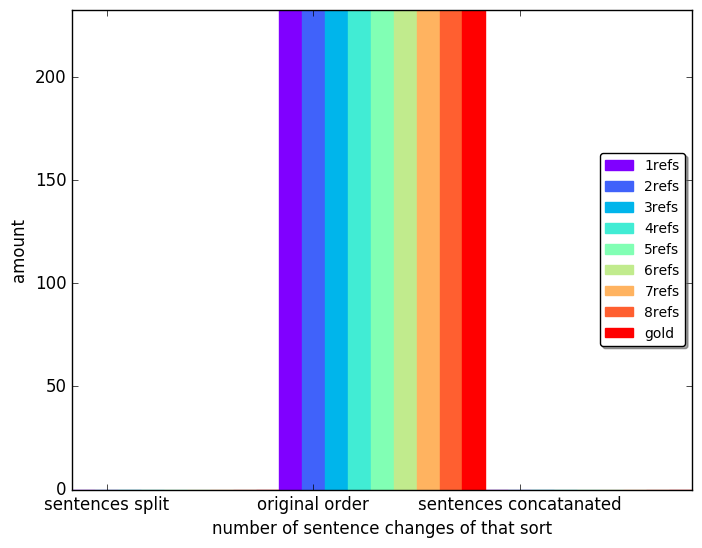 200
150
100
50
0
amount
sentences split
original order
sentences concatanated
number of sentence changes of that sort
1refs
2refs
3refs
4refs
5refs
6refs
7refs
8refs
gold